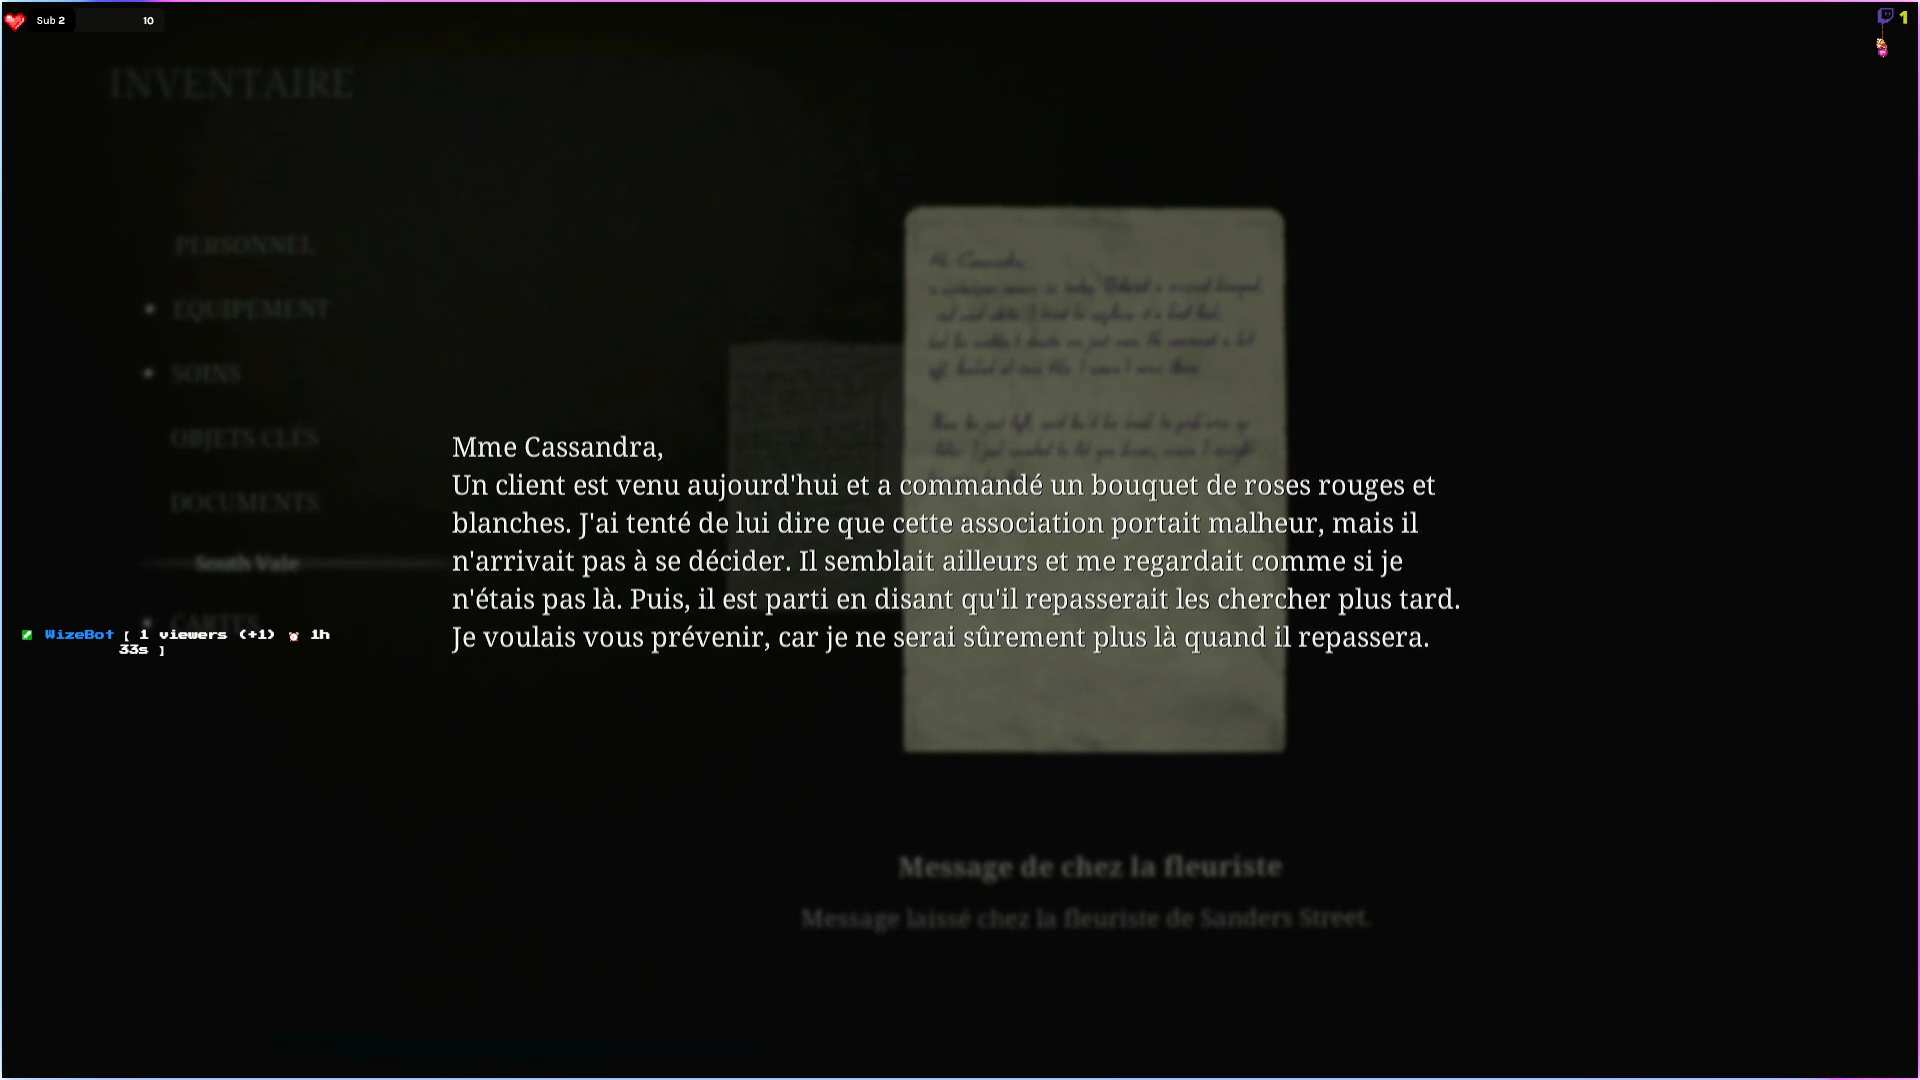 Sub 2
10
1
INVENTAIRE
PERSONNEL
ÉQUIPEMENT
SOINS
OBJETS CLÉS
DOCUMENTS
South Vale
CARTES
WizeBot [ 1 viewers (+1) 1h
33s ]
Mme Cassandra,
Un client est venu aujourd'hui et a commandé un bouquet de roses rouges et
blanches. J'ai tenté de lui dire que cette association portait malheur, mais il
n'arrivait pas à se décider. Il semblait ailleurs et me regardait comme si je
n'étais pas là. Puis, il est parti en disant qu'il repasserait les chercher plus tard.
Je voulais vous prévenir, car je ne serai sûrement plus là quand il repassera.
Message de chez la fleuriste
Message laissé chez la fleuriste de Sanders Street.